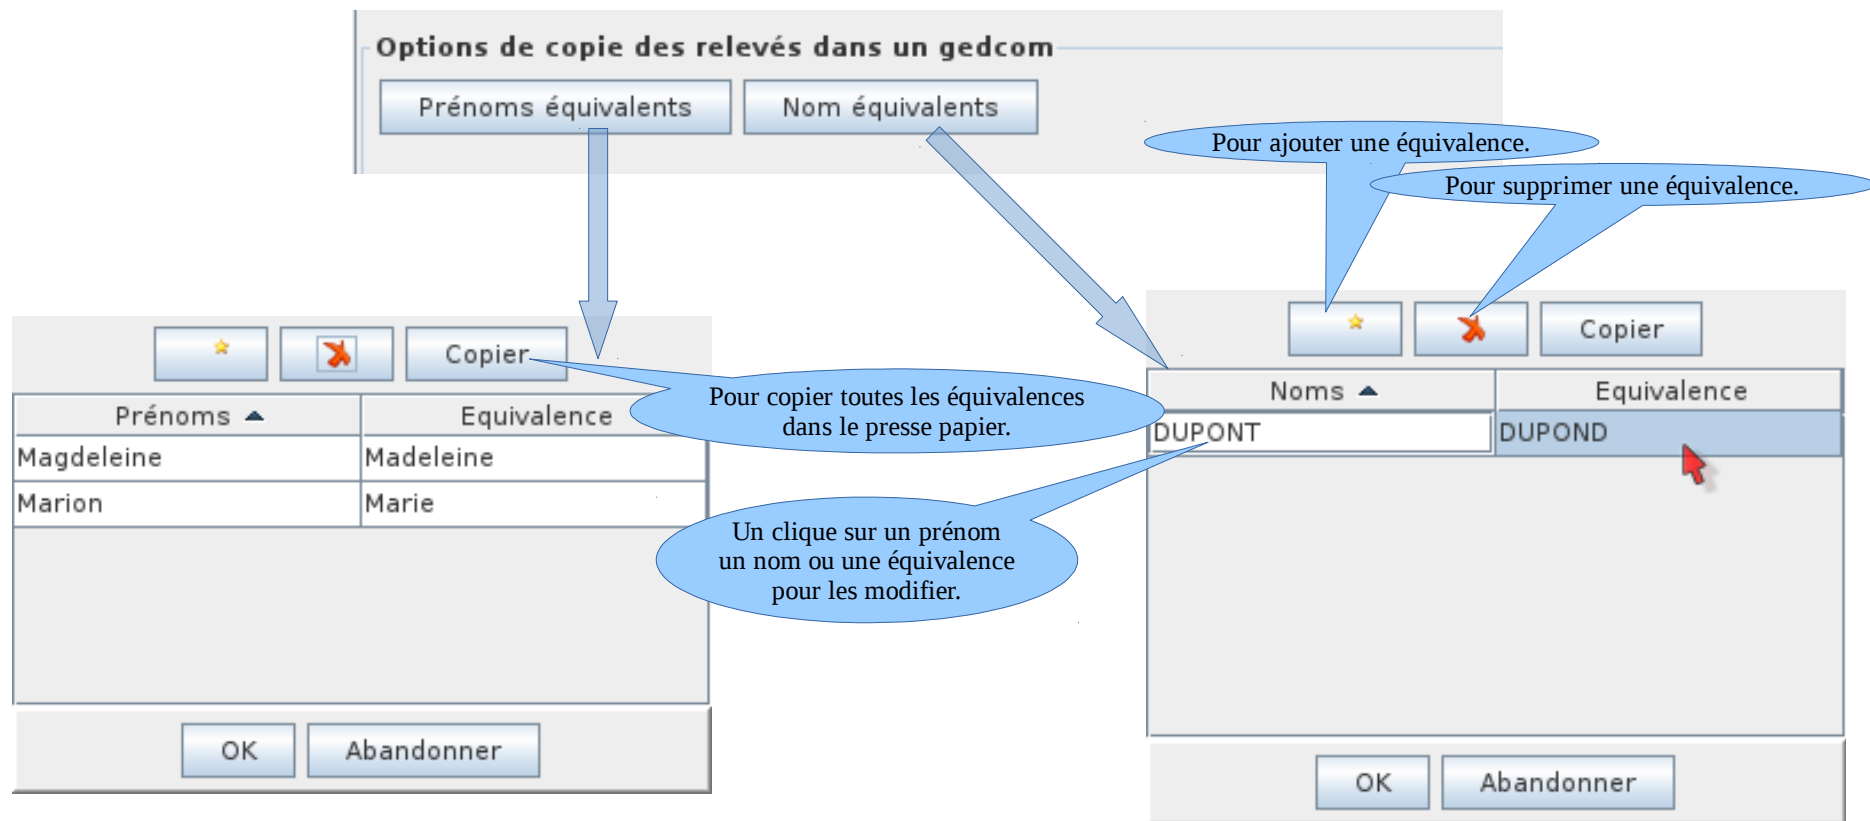 Options de copie des relevés dans un gedcom
Prénoms équivalents
Nom équivalents
Pour ajouter une équivalence.
Pour supprimer une équivalence.
Copier
Prénoms
Equivalence
Magdeleine
Madeleine
Marion
Marie
OK
Abandonner
Pour copier toutes les équivalences
dans le presse papier.
Un clique sur un prénom
un nom ou une équivalence
pour les modifier.
Copier
Noms
Equivalence
DUPONT
DUPOND
OK
Abandonner